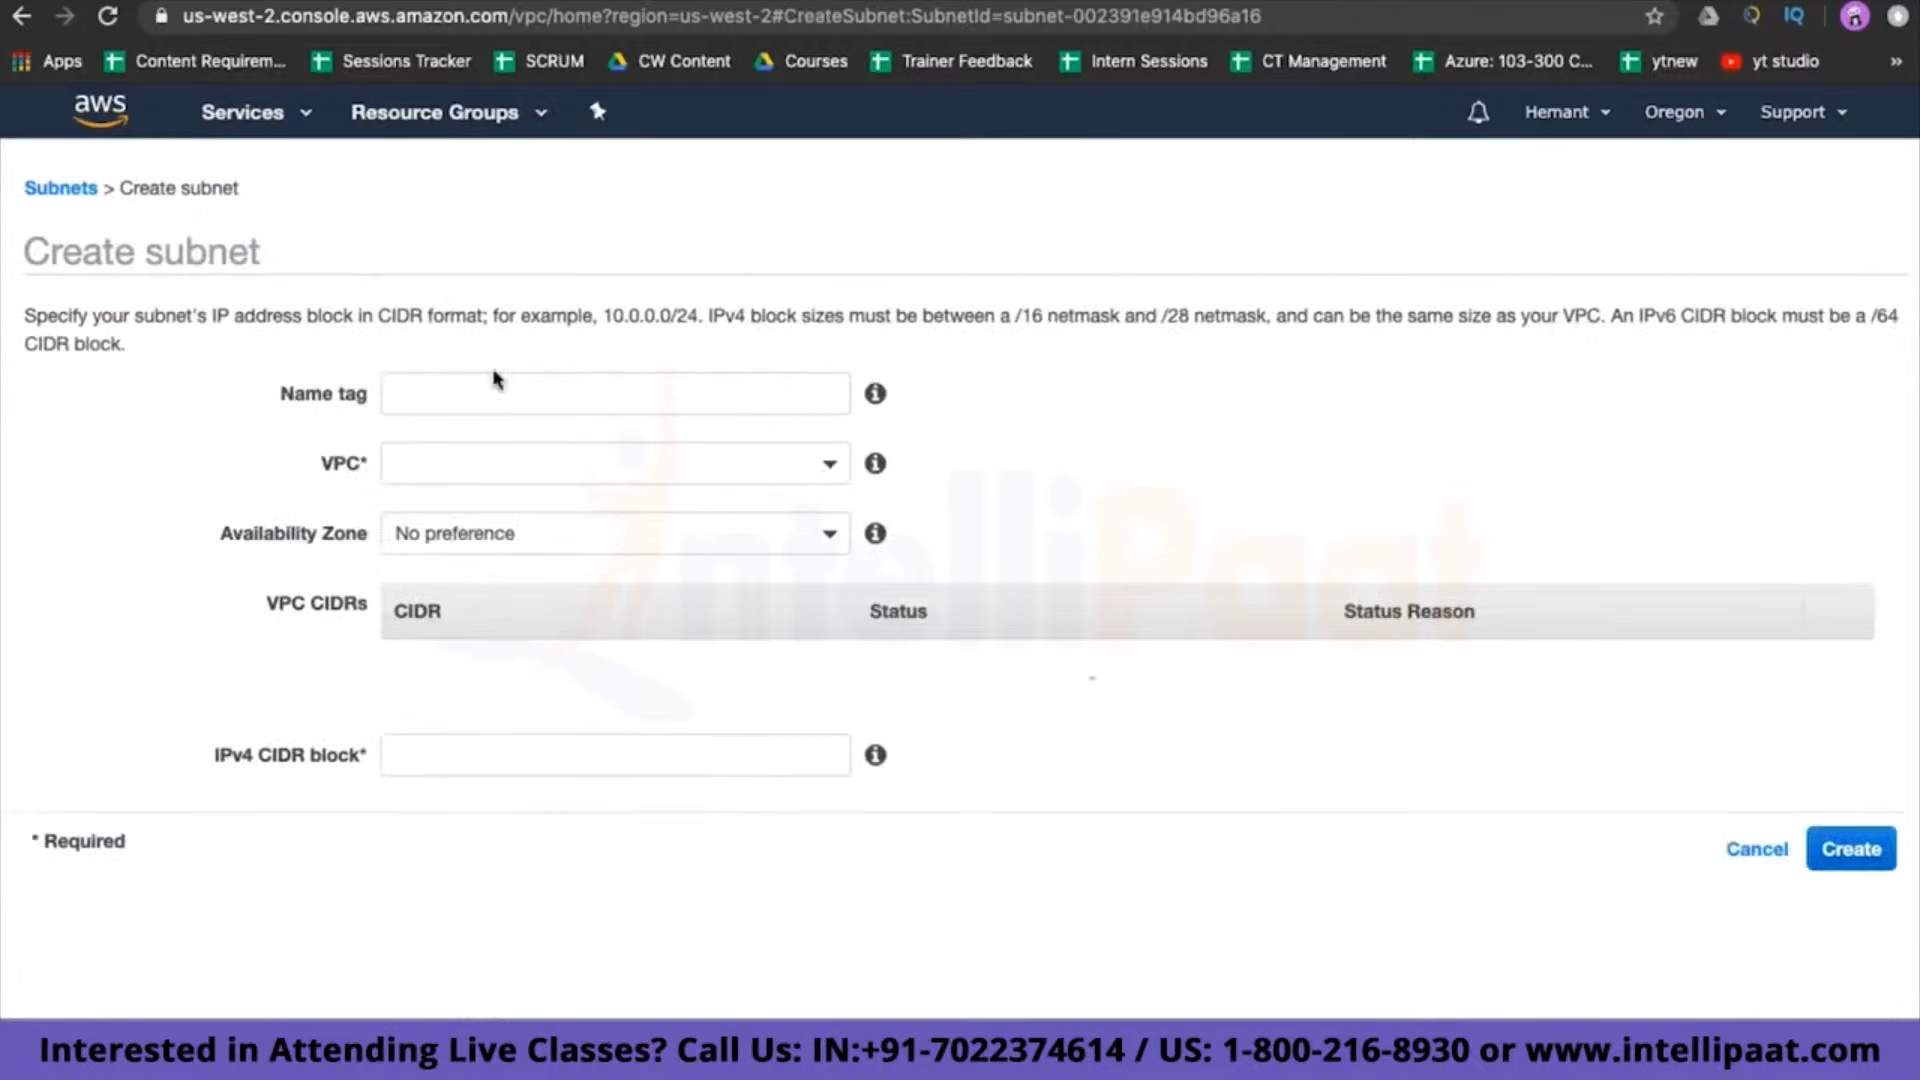 us-west-2.console.aws.amazon.com/vpc/home?region=us-west-2#CreateSubnet:SubnetId=subnet-002391e914bd96a16
IQ
Apps Content Requirem... Sessions Tracker SCRUM CW Content Courses Trainer Feedback Intern Sessions CT Management Azure: 103-300 C... ytnew yt studio »
aws Services Resource Groups Hemant Oregon Support
Subnets > Create subnet
Create subnet
Specify your subnet's IP address block in CIDR format; for example, 10.0.0.0/24. IPv4 block sizes must be between a /16 netmask and /28 netmask, and can be the same size as your VPC. An IPv6 CIDR block must be a /64
CIDR block.
Name tag
VPC*
Availability Zone No preference
VPC CIDRs CIDR Status Status Reason
-
intelliPaat
IPv4 CIDR block*
* Required
Cancel Create
Interested in Attending Live Classes? Call Us: IN:+91-7022374614 / US: 1-800-216-8930 or www.intellipaat.com